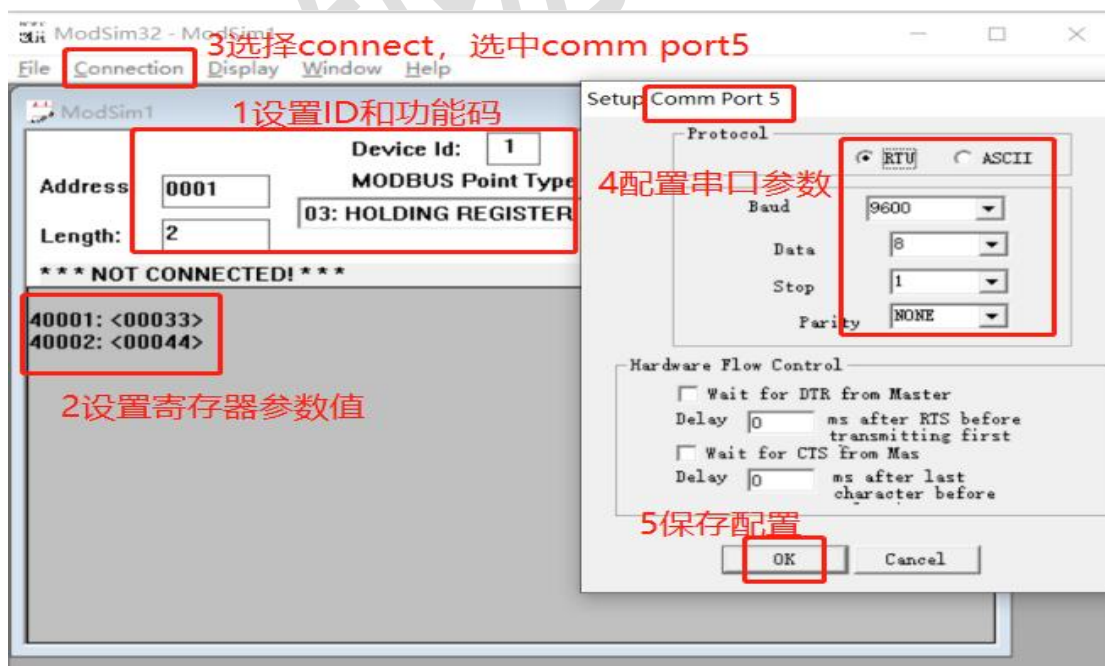 ModSim32 - ModSim1
3选择connect，选中comm port5
File Connection Display Window Help
ModSim1
1设置ID和功能码
Device Id: 1
Address 0001
MODBUS Point Type
03: HOLDING REGISTER
Length: 2
* * * NOT CONNECTED! * * *
40001: <00033>
40002: <00044>
2设置寄存器参数值
Setup Comm Port 5
Protocol
RTU ASCII
4配置串口参数
Baud 9600
Data 8
Stop 1
Parity NONE
Hardware Flow Control
Wait for DTR from Master
Delay 0 ms after RTS before
transmitting first
Wait for CTS from Mas
Delay 0 ms after last
character before
5保存配置
OK Cancel